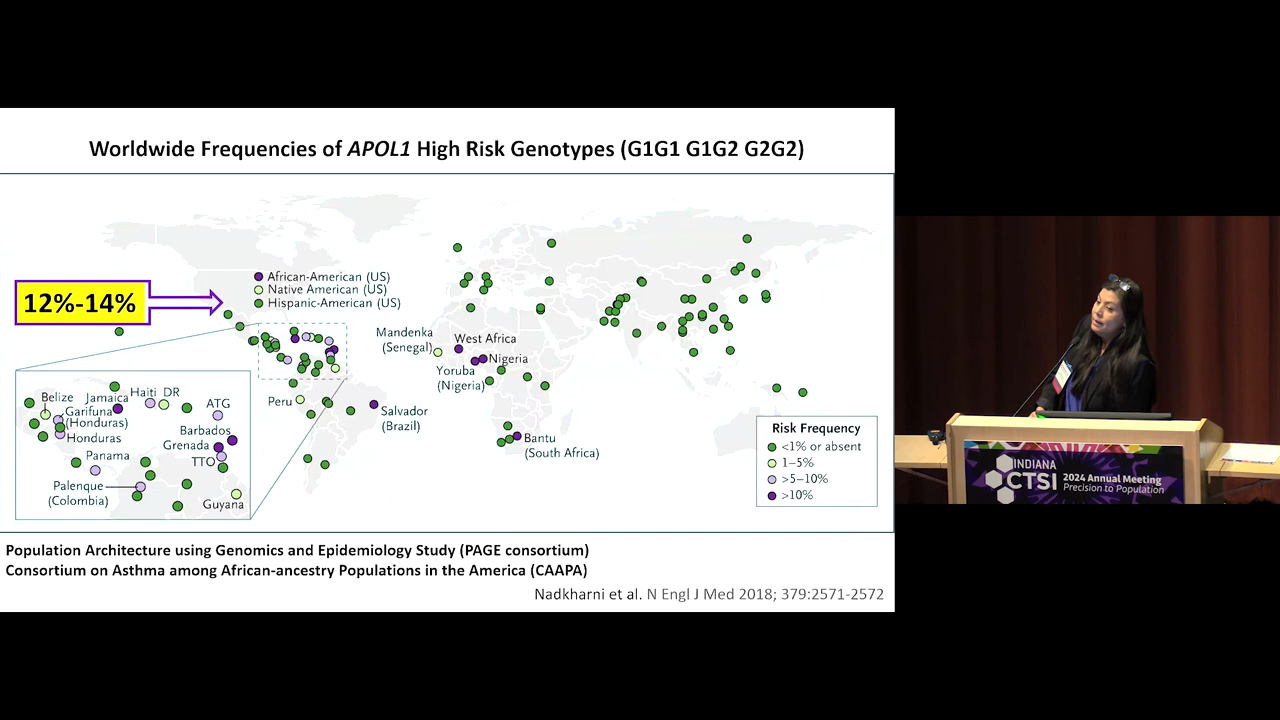 Worldwide Frequencies of APOL1 High Risk Genotypes (G1G1 G1G2 G2G2)
12%-14%
African-American (US)
Native American (US)
Hispanic-American (US)
Mandenka
(Senegal)
West Africa
Nigeria
Yoruba
(Nigeria)
Peru
Salvador
(Brazil)
Bantu
(South Africa)
Belize
Jamaica
Haiti
DR
Garifuna
(Honduras)
Honduras
ATG
Barbados
Grenada
TTO
Panama
Palenque
(Colombia)
Guyana
Risk Frequency
<1% or absent
1–5%
>5–10%
>10%
Population Architecture using Genomics and Epidemiology Study (PAGE consortium)
Consortium on Asthma among African-ancestry Populations in the America (CAAPA)
Nadkharni et al. N Engl J Med 2018; 379:2571-2572
INDIANA
CTSI
2024 Annual Meeting
Precision to Population